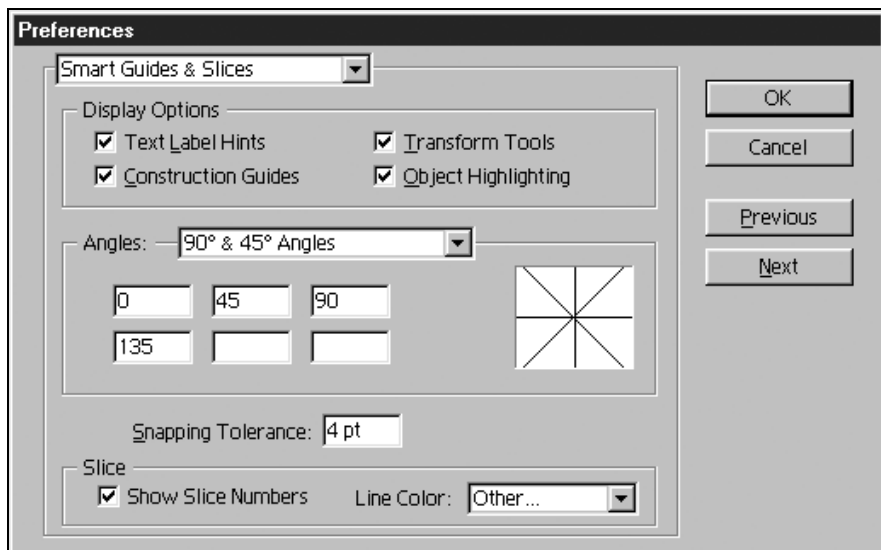 Preferences
Smart Guides & Slices
OK
Display Options
Text Label Hints
Transform Tools
Cancel
Construction Guides
Object Highlighting
Previous
Angles: 90° & 45° Angles
Next
0 45 90
135
Snapping Tolerance: 4 pt
Slice
Show Slice Numbers
Line Color: Other...